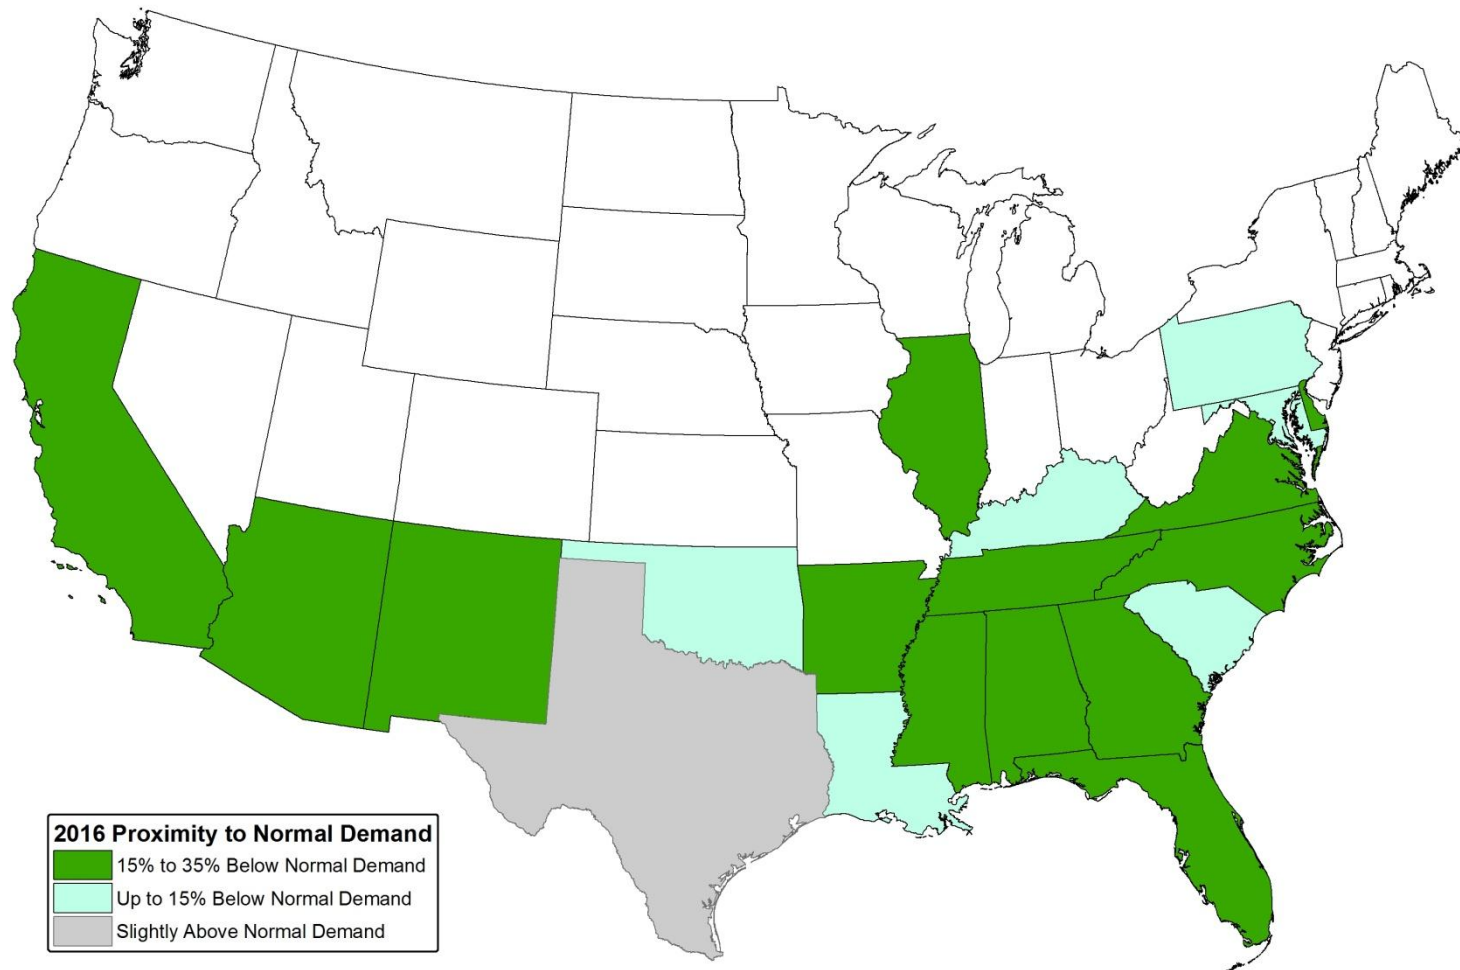 2016 Proximity to Normal Demand
15% to 35% Below Normal Demand
Up to 15% Below Normal Demand
Slightly Above Normal Demand